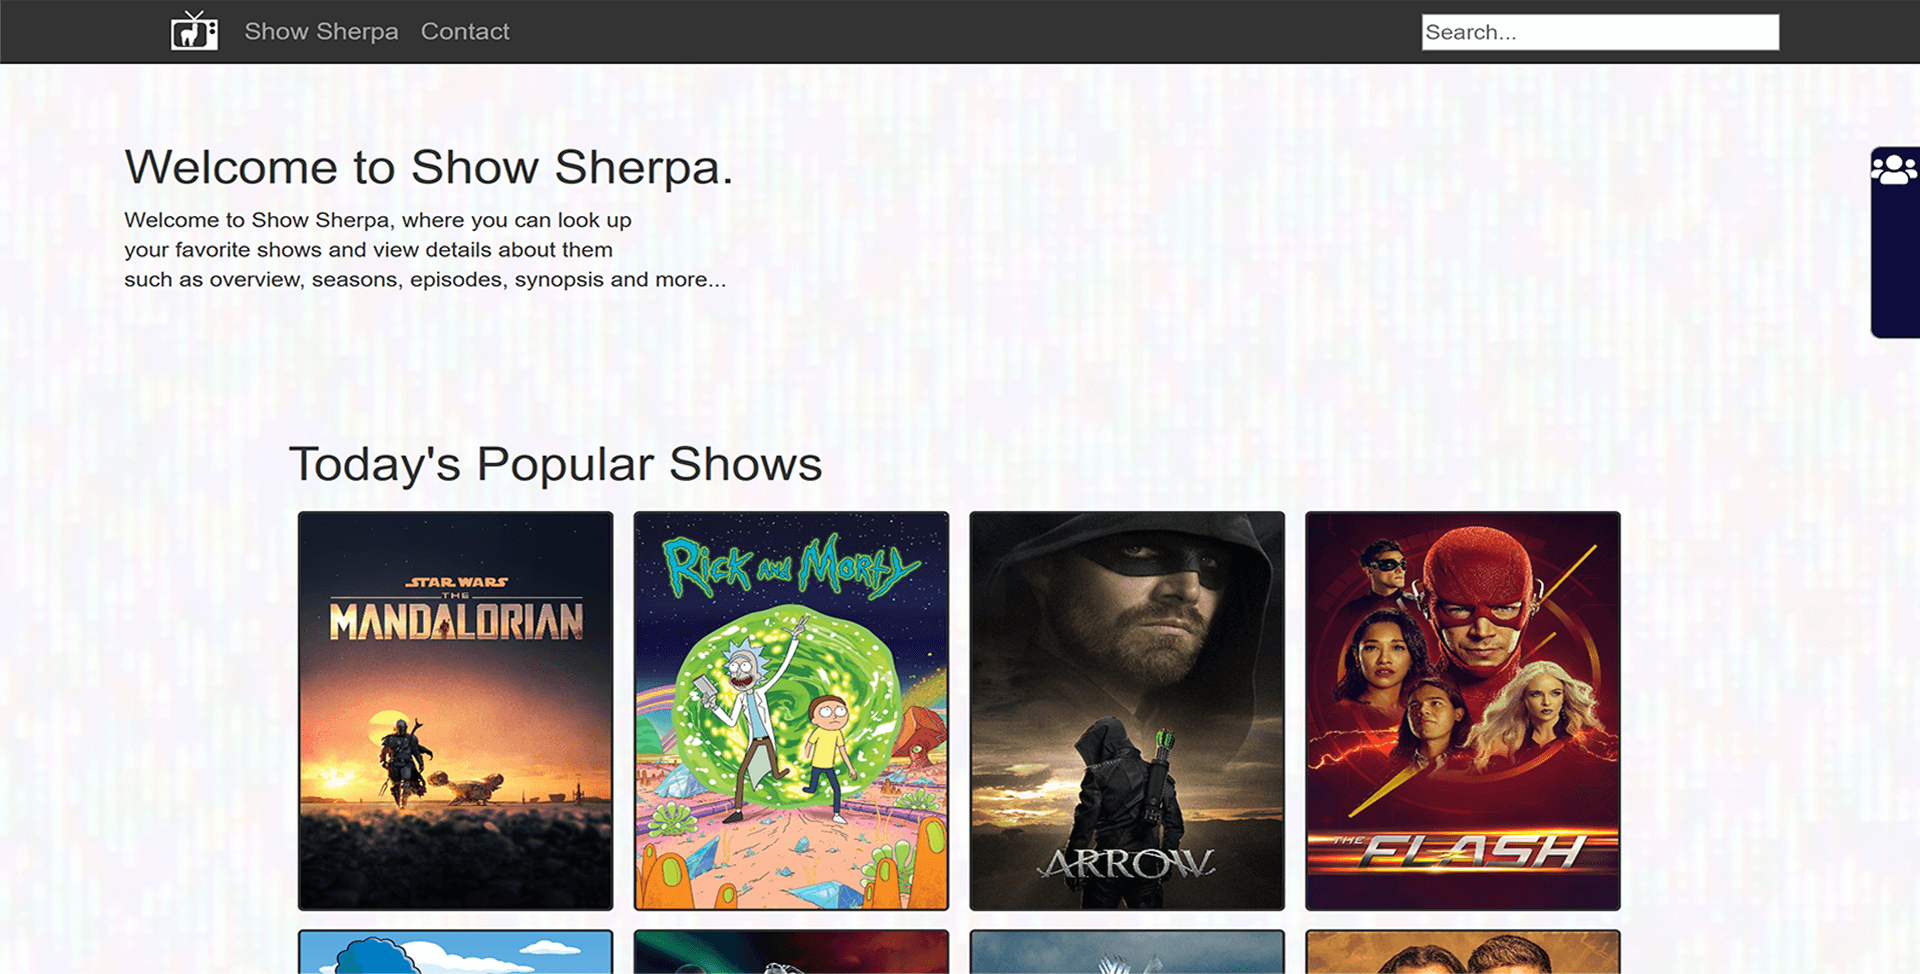 Show Sherpa Contact Search...
Welcome to Show Sherpa.
Welcome to Show Sherpa, where you can look up
your favorite shows and view details about them
such as overview, seasons, episodes, synopsis and more...
Today's Popular Shows
STAR WARS
THE
MANDALORIAN
RICK AND MORTY
ARROW
THE FLASH